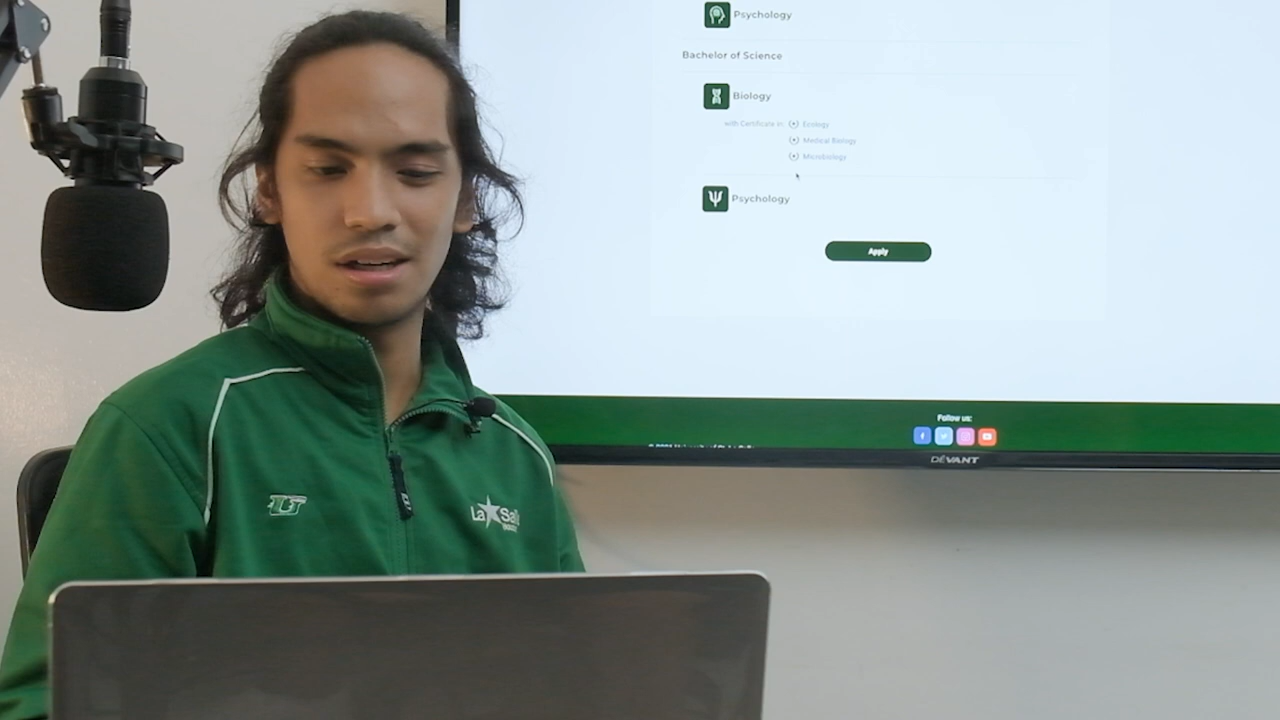 Psychology
Bachelor of Science
Biology
with Certificate in:
Ecology
Medical Biology
Microbiology
Psychology
Apply
Follow us:
DEVANT
La Salle